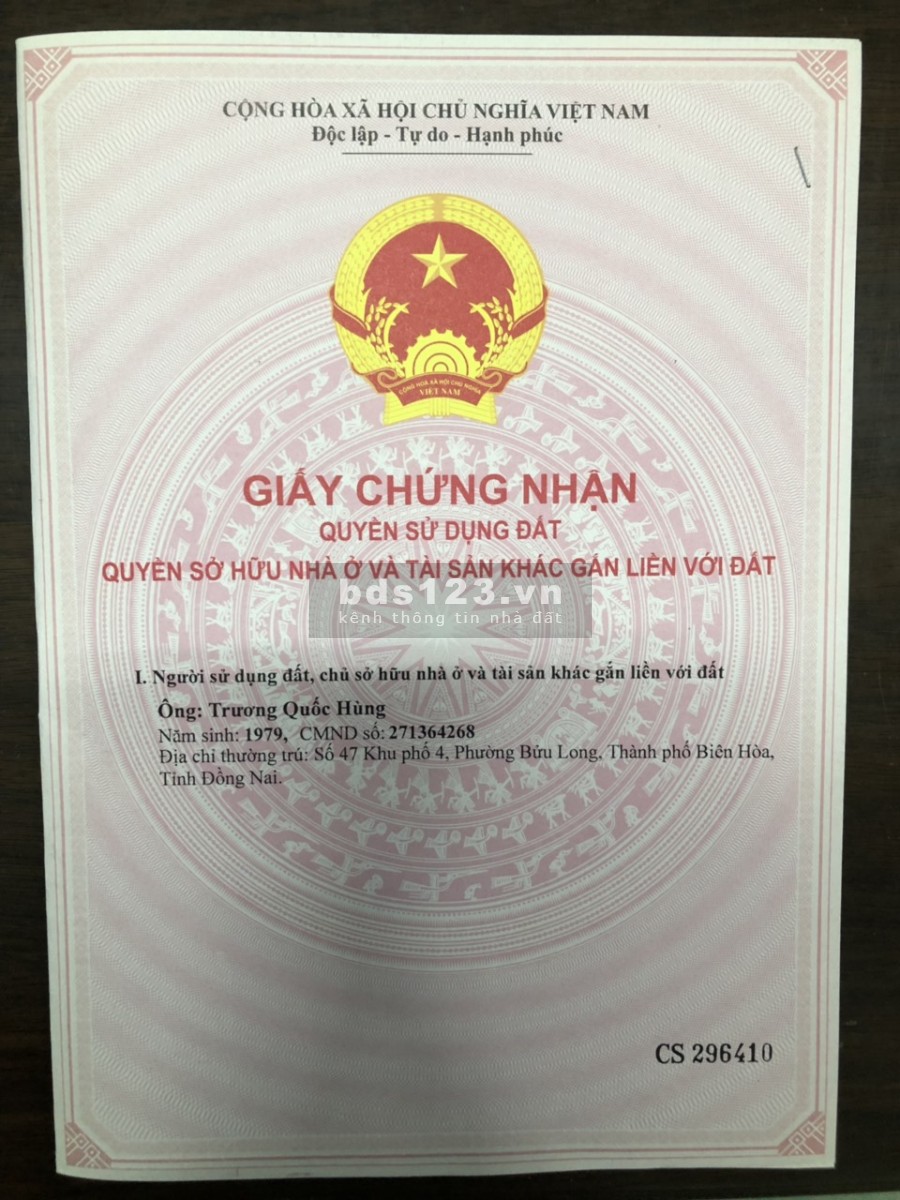 CỘNG HÒA XÃ HỘI CHỦ NGHĨA VIỆT NAM
Độc lập - Tự do - Hạnh phúc
CỘNG HÒA XÃ HỘI CHỦ NGHĨA
VIỆT NAM
GIẤY CHỨNG NHẬN
QUYỀN SỬ DỤNG ĐẤT
QUYỀN SỞ HỮU NHÀ Ở VÀ TÀI SẢN KHÁC GẮN LIỀN VỚI ĐẤT
bds123.vn
kênh thông tin nhà đất
I. Người sử dụng đất, chủ sở hữu nhà ở và tài sản khác gắn liền với đất
Ông: Trương Quốc Hùng
Năm sinh: 1979, CMND số: 271364268
Địa chỉ thường trú: Số 47 Khu phố 4, Phường Bửu Long, Thành phố Biên Hòa,
Tỉnh Đồng Nai.
CS 296410